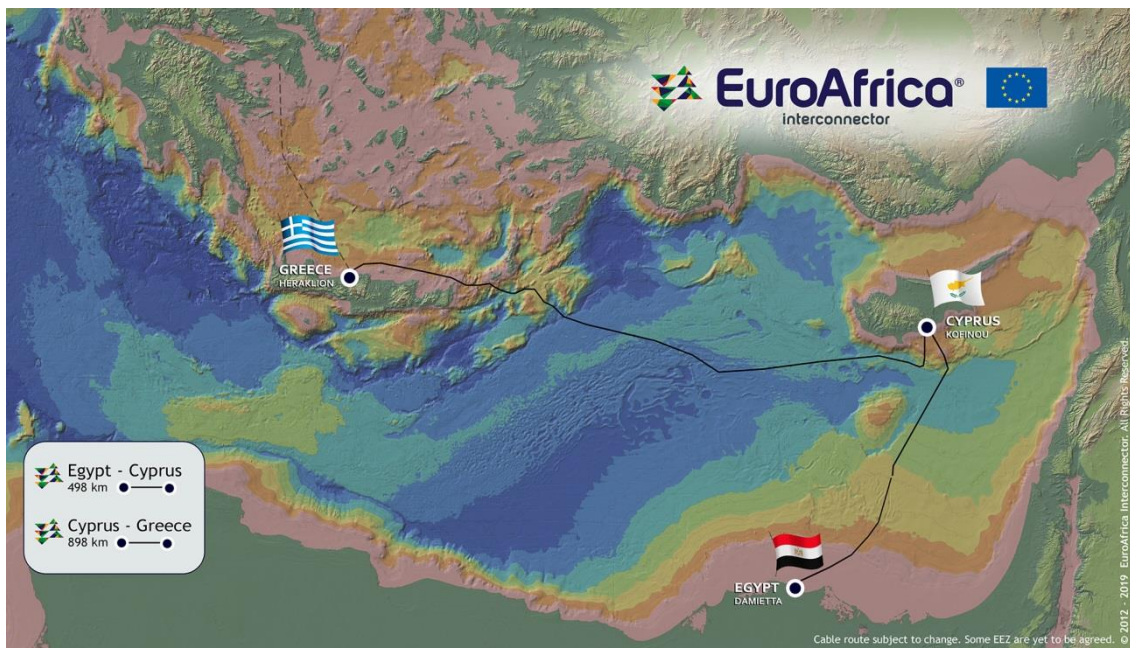 EuroAfrica®
interconnector
GREECE
HERAKLION
CYPRUS
KOFINOU
Egypt - Cyprus
498 km
Cyprus - Greece
898 km
EGYPT
DAMIETTA
Cable route subject to change. Some EEZ are yet to be agreed.
© 2012 - 2019 EuroAfrica Interconnector. All Rights Reserved.